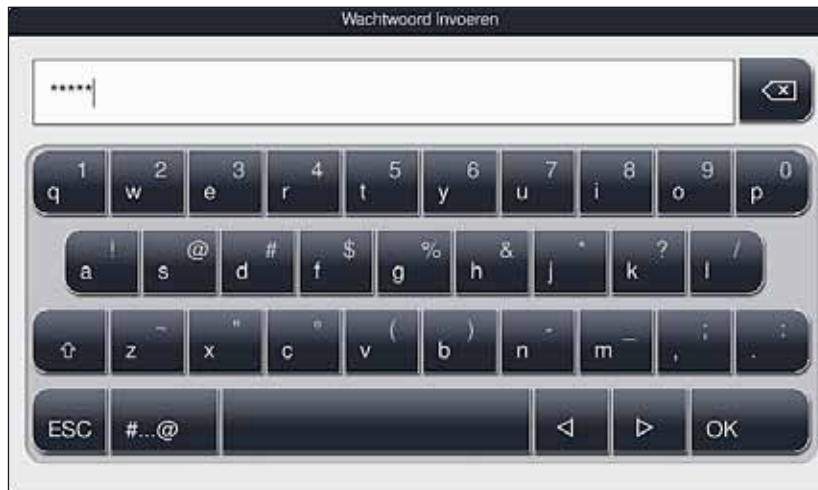 Wachtwoord invoeren
*****
1 2 3 4 5 6 7 8 9 0
q w e r t y u i o p
! @ # $ % & * ? /
a s d f g h j k l
~ " ° ( ) - _ ; :
z x c v b n m , .
ESC #...@ OK